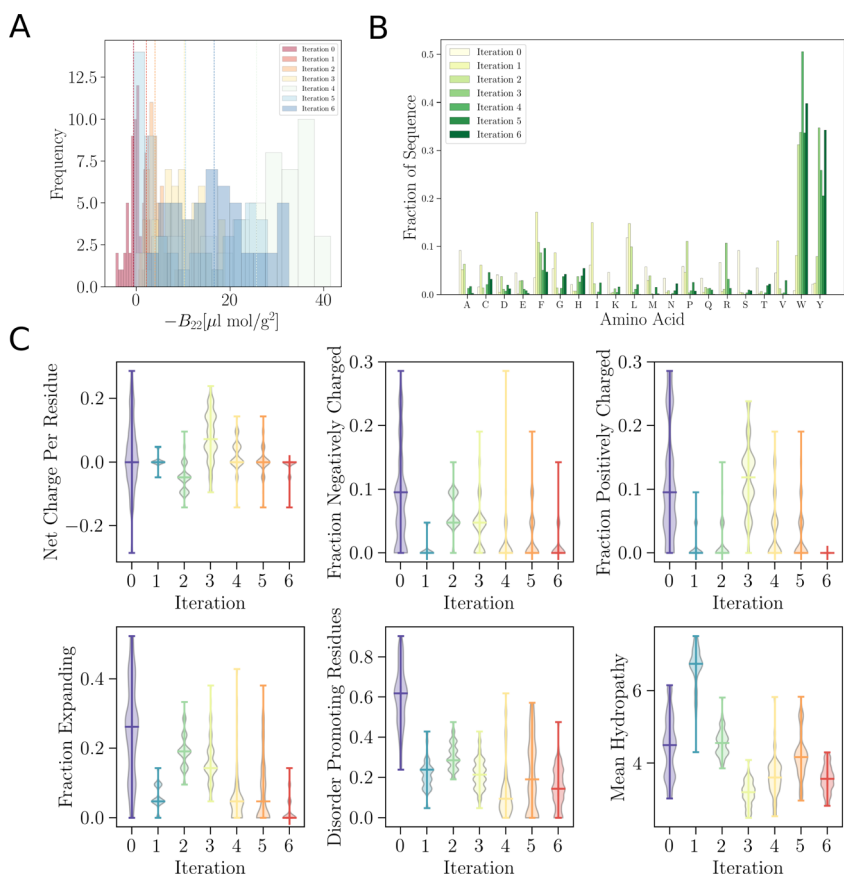 A
Frequency
12.5
10.0
7.5
5.0
2.5
0.0
0
20
40
−B22[μl mol/g2]
Iteration 0
Iteration 1
Iteration 2
Iteration 3
Iteration 4
Iteration 5
Iteration 6
B
Fraction of Sequence
0.5
0.4
0.3
0.2
0.1
0.0
Iteration 0
Iteration 1
Iteration 2
Iteration 3
Iteration 4
Iteration 5
Iteration 6
A C D E F G H I K L M N P Q R S T V W Y
Amino Acid
C
Net Charge Per Residue
0.2
0.0
−0.2
0 1 2 3 4 5 6
Iteration
Fraction Negatively Charged
0.3
0.2
0.1
0.0
0 1 2 3 4 5 6
Iteration
Fraction Positively Charged
0.3
0.2
0.1
0.0
0 1 2 3 4 5 6
Iteration
Fraction Expanding
0.4
0.2
0.0
0 1 2 3 4 5 6
Iteration
Disorder Promoting Residues
0.8
0.6
0.4
0.2
0.0
0 1 2 3 4 5 6
Iteration
Mean Hydropathy
6
4
0 1 2 3 4 5 6
Iteration